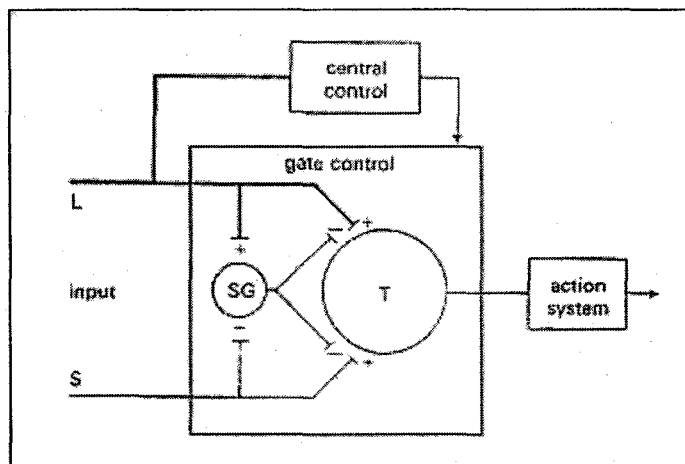 central
control
gate control
L
+
−
+
input
SG
T
action
system
−
−
+
S